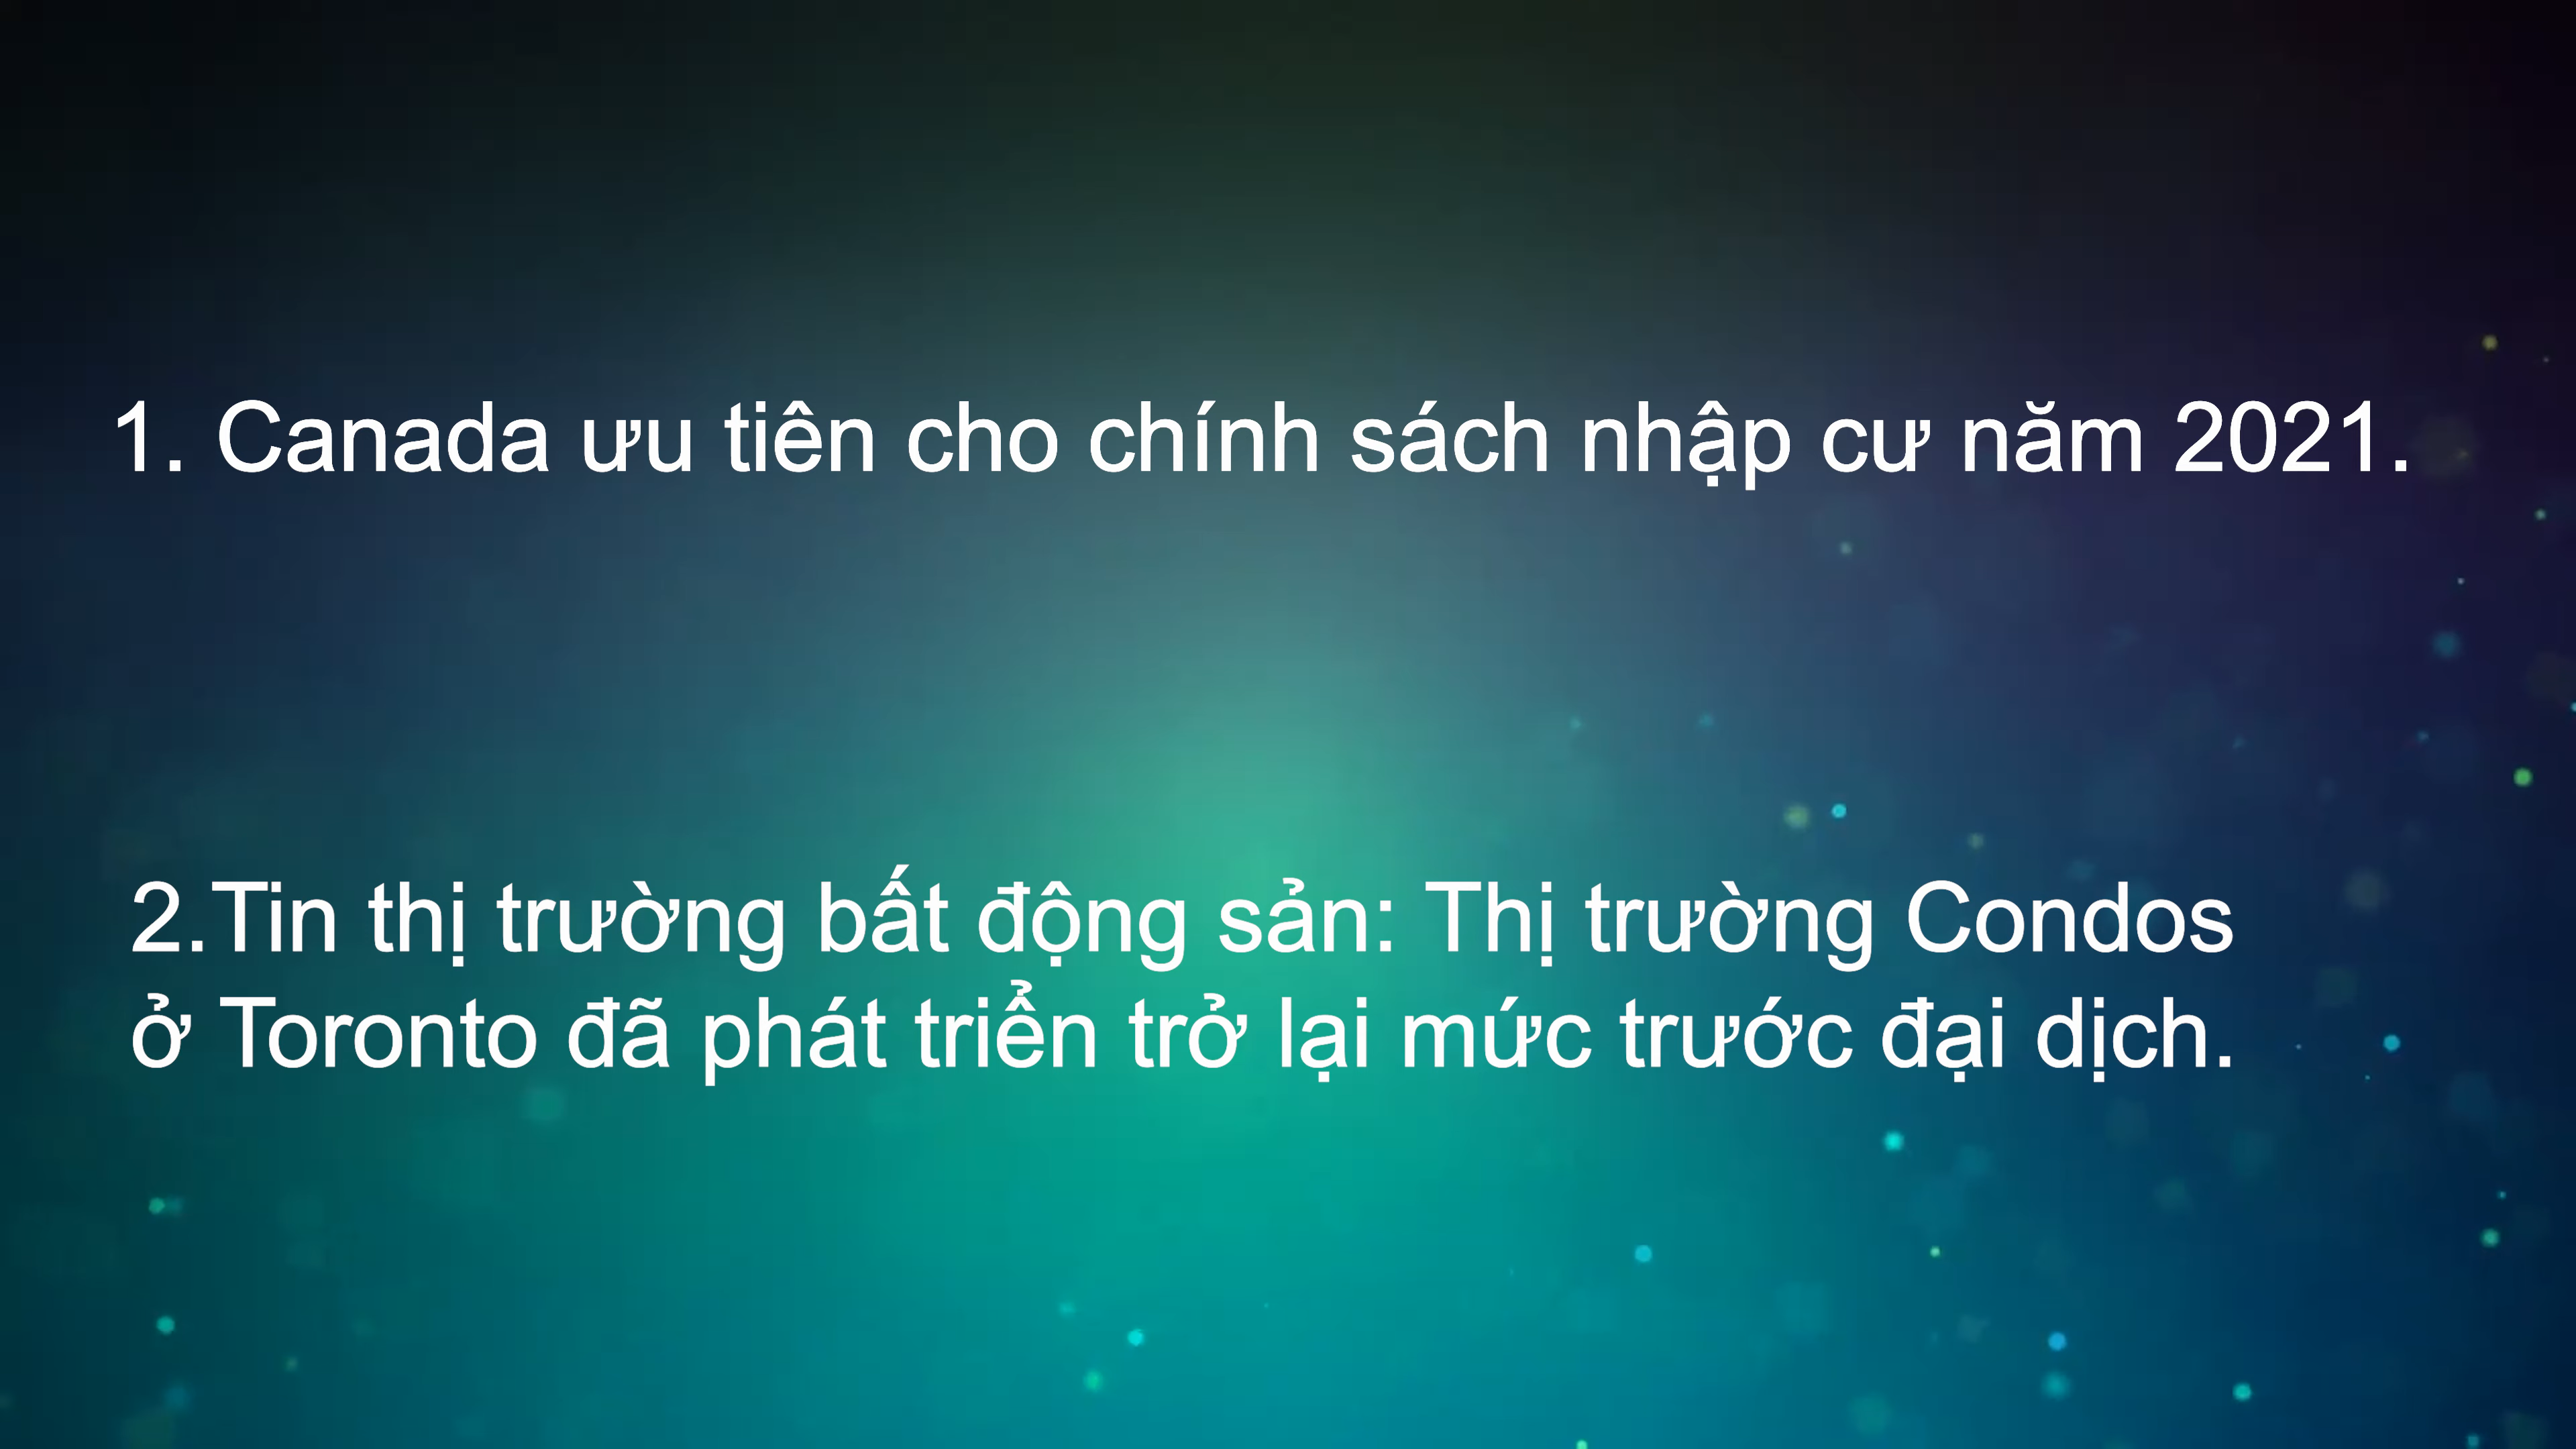 1. Canada ưu tiên cho chính sách nhập cư năm 2021.
2.Tin thị trường bất động sản: Thị trường Condos
ở Toronto đã phát triển trở lại mức trước đại dịch.